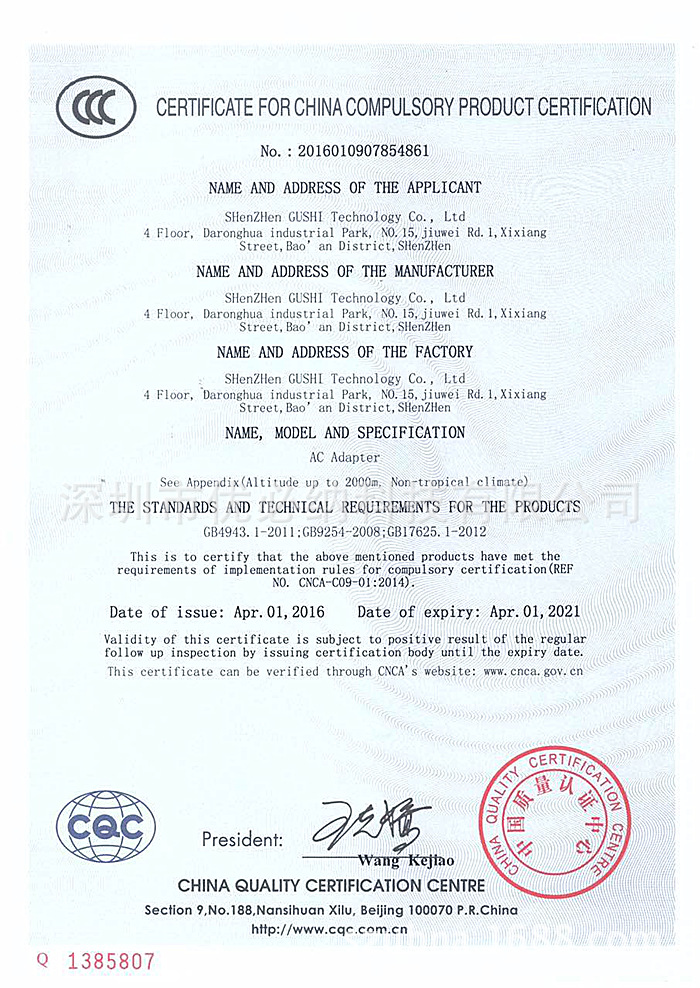 CCC
CERTIFICATE FOR CHINA COMPULSORY PRODUCT CERTIFICATION
No. : 2016010907854861
NAME AND ADDRESS OF THE APPLICANT
SHenZHen GUSHI Technology Co., Ltd
4 Floor, Daronghua industrial Park, NO.15, jiuwei Rd.1, Xixiang
Street, Bao' an District, SHenZHen
NAME AND ADDRESS OF THE MANUFACTURER
SHenZHen GUSHI Technology Co., Ltd
4 Floor, Daronghua industrial Park, NO.15, jiuwei Rd.1, Xixiang
Street, Bao' an District, SHenZHen
NAME AND ADDRESS OF THE FACTORY
SHenZHen GUSHI Technology Co., Ltd
4 Floor, Daronghua industrial Park, NO.15, jiuwei Rd.1, Xixiang
Street, Bao' an District, SHenZHen
NAME, MODEL AND SPECIFICATION
AC Adapter
See Appendix(Altitude up to 2000m, Non-tropical climate)
深圳市优必纳科技有限公司
THE STANDARDS AND TECHNICAL REQUIREMENTS FOR THE PRODUCTS
GB4943.1-2011;GB9254-2008;GB17625.1-2012
This is to certify that the above mentioned products have met the
requirements of implementation rules for compulsory certification(REF
NO. CNCA-C09-01:2014).
Date of issue: Apr.01,2016 Date of expiry: Apr.01,2021
Validity of this certificate is subject to positive result of the regular
follow up inspection by issuing certification body until the expiry date.
This certificate can be verified through CNCA's website: www.cnca.gov.cn
CQC
President:
Wang Kejiao
CHINA QUALITY CERTIFICATION CENTRE
中国质量认证中心
CHINA QUALITY CERTIFICATION CENTRE
Section 9,No.188,Nansihuan Xilu, Beijing 100070 P.R.China
http://www.cqc.com.cn
Q 1385807